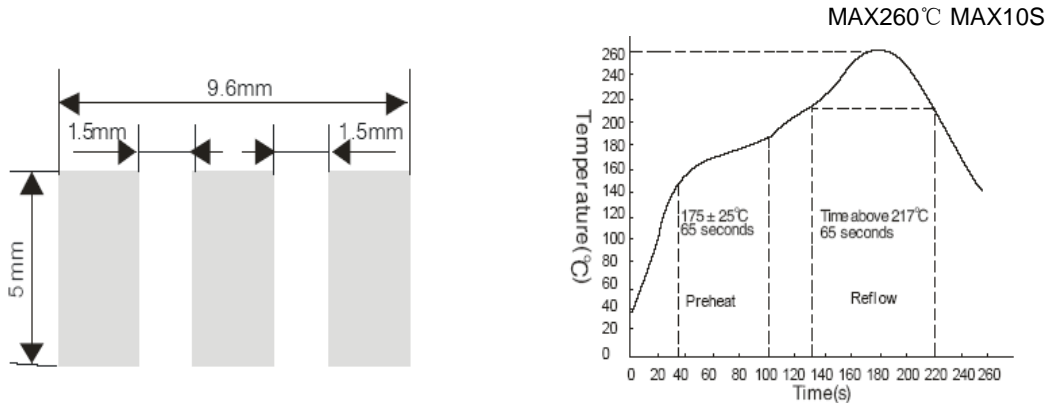 MAX260℃ MAX10S
9.6mm
1.5mm
1.5mm
5mm
Temperature(℃)
260
240
220
200
180
160
140
120
100
80
60
40
20
0
175 ± 25℃
65 seconds
Preheat
Time above 217℃
65 seconds
Reflow
0 20 40 60 80 100 120 140 160 180 200 220 240 260
Time(s)